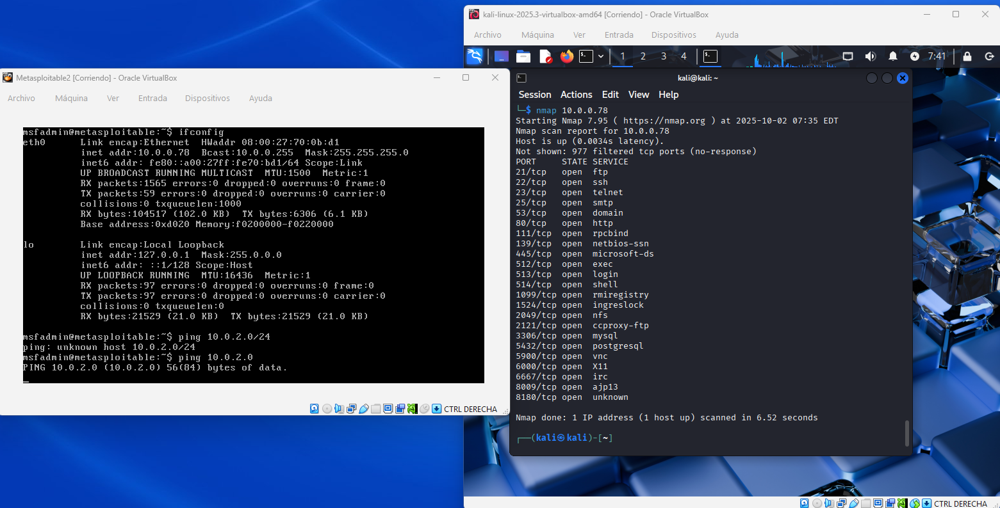 Metasploitable2 [Corriendo] - Oracle VirtualBox
Archivo Máquina Ver Entrada Dispositivos Ayuda
msfadmin@metasploitable:~$ ifconfig
eth0 Link encap:Ethernet HWaddr 08:00:27:70:0b:d1
inet addr:10.0.0.78 Bcast:10.0.0.255 Mask:255.255.255.0
inet6 addr: fe80::a00:27ff:fe70:bd1/64 Scope:Link
UP BROADCAST RUNNING MULTICAST MTU:1500 Metric:1
RX packets:1565 errors:0 dropped:0 overruns:0 frame:0
TX packets:59 errors:0 dropped:0 overruns:0 carrier:0
collisions:0 txqueuelen:1000
RX bytes:104517 (102.0 KB) TX bytes:6306 (6.1 KB)
Base address:0xd020 Memory:f0200000-f0220000
lo Link encap:Local Loopback
inet addr:127.0.0.1 Mask:255.0.0.0
inet6 addr: ::1/128 Scope:Host
UP LOOPBACK RUNNING MTU:16436 Metric:1
RX packets:97 errors:0 dropped:0 overruns:0 frame:0
TX packets:97 errors:0 dropped:0 overruns:0 carrier:0
collisions:0 txqueuelen:0
RX bytes:21529 (21.0 KB) TX bytes:21529 (21.0 KB)
msfadmin@metasploitable:~$ ping 10.0.2.0/24
ping: unknown host 10.0.2.0/24
msfadmin@metasploitable:~$ ping 10.0.2.0
PING 10.0.2.0 (10.0.2.0) 56(84) bytes of data.
CTRL DERECHA
kali-linux-2025.3-virtualbox-amd64 [Corriendo] - Oracle VirtualBox
Archivo Máquina Ver Entrada Dispositivos Ayuda
1 2 3 4 7:41
kali@kali: ~
Session Actions Edit View Help
└─$ nmap 10.0.0.78
Starting Nmap 7.95 ( https://nmap.org ) at 2025-10-02 07:35 EDT
Nmap scan report for 10.0.0.78
Host is up (0.0034s latency).
Not shown: 977 filtered tcp ports (no-response)
PORT STATE SERVICE
21/tcp open ftp
22/tcp open ssh
23/tcp open telnet
25/tcp open smtp
53/tcp open domain
80/tcp open http
111/tcp open rpcbind
139/tcp open netbios-ssn
445/tcp open microsoft-ds
512/tcp open exec
513/tcp open login
514/tcp open shell
1099/tcp open rmiregistry
1524/tcp open ingreslock
2049/tcp open nfs
2121/tcp open ccproxy-ftp
3306/tcp open mysql
5432/tcp open postgresql
5900/tcp open vnc
6000/tcp open X11
6667/tcp open irc
8009/tcp open ajp13
8180/tcp open unknown
Nmap done: 1 IP address (1 host up) scanned in 6.52 seconds
┌──(kali㉿kali)-[~]
CTRL DERECHA